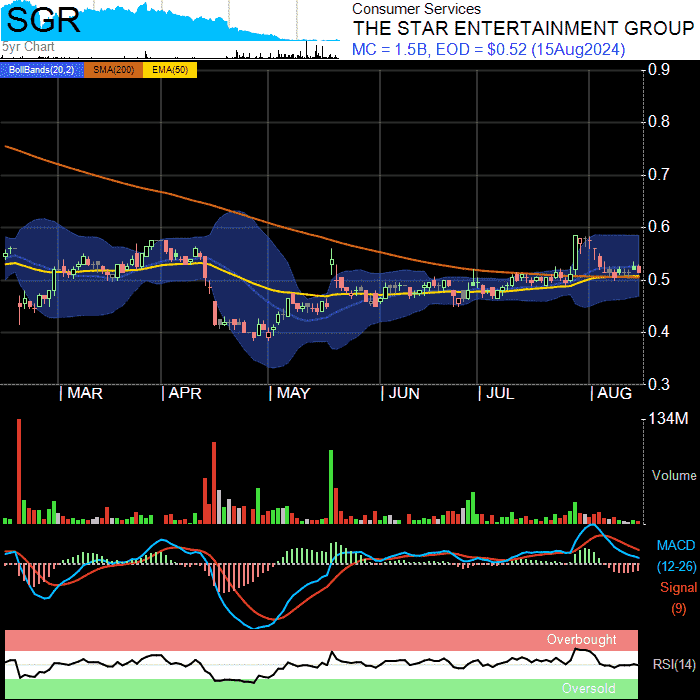 SGR
5yr Chart
Consumer Services
THE STAR ENTERTAINMENT GROUP
MC = 1.5B, EOD = $0.52 (15Aug2024)
BollBands(20,2) SMA(200) EMA(50)
0.9
0.8
0.7
0.6
0.5
0.4
0.3
MAR APR MAY JUN JUL AUG
134M
Volume
MACD
(12-26)
Signal
(9)
Overbought
RSI(14)
Oversold